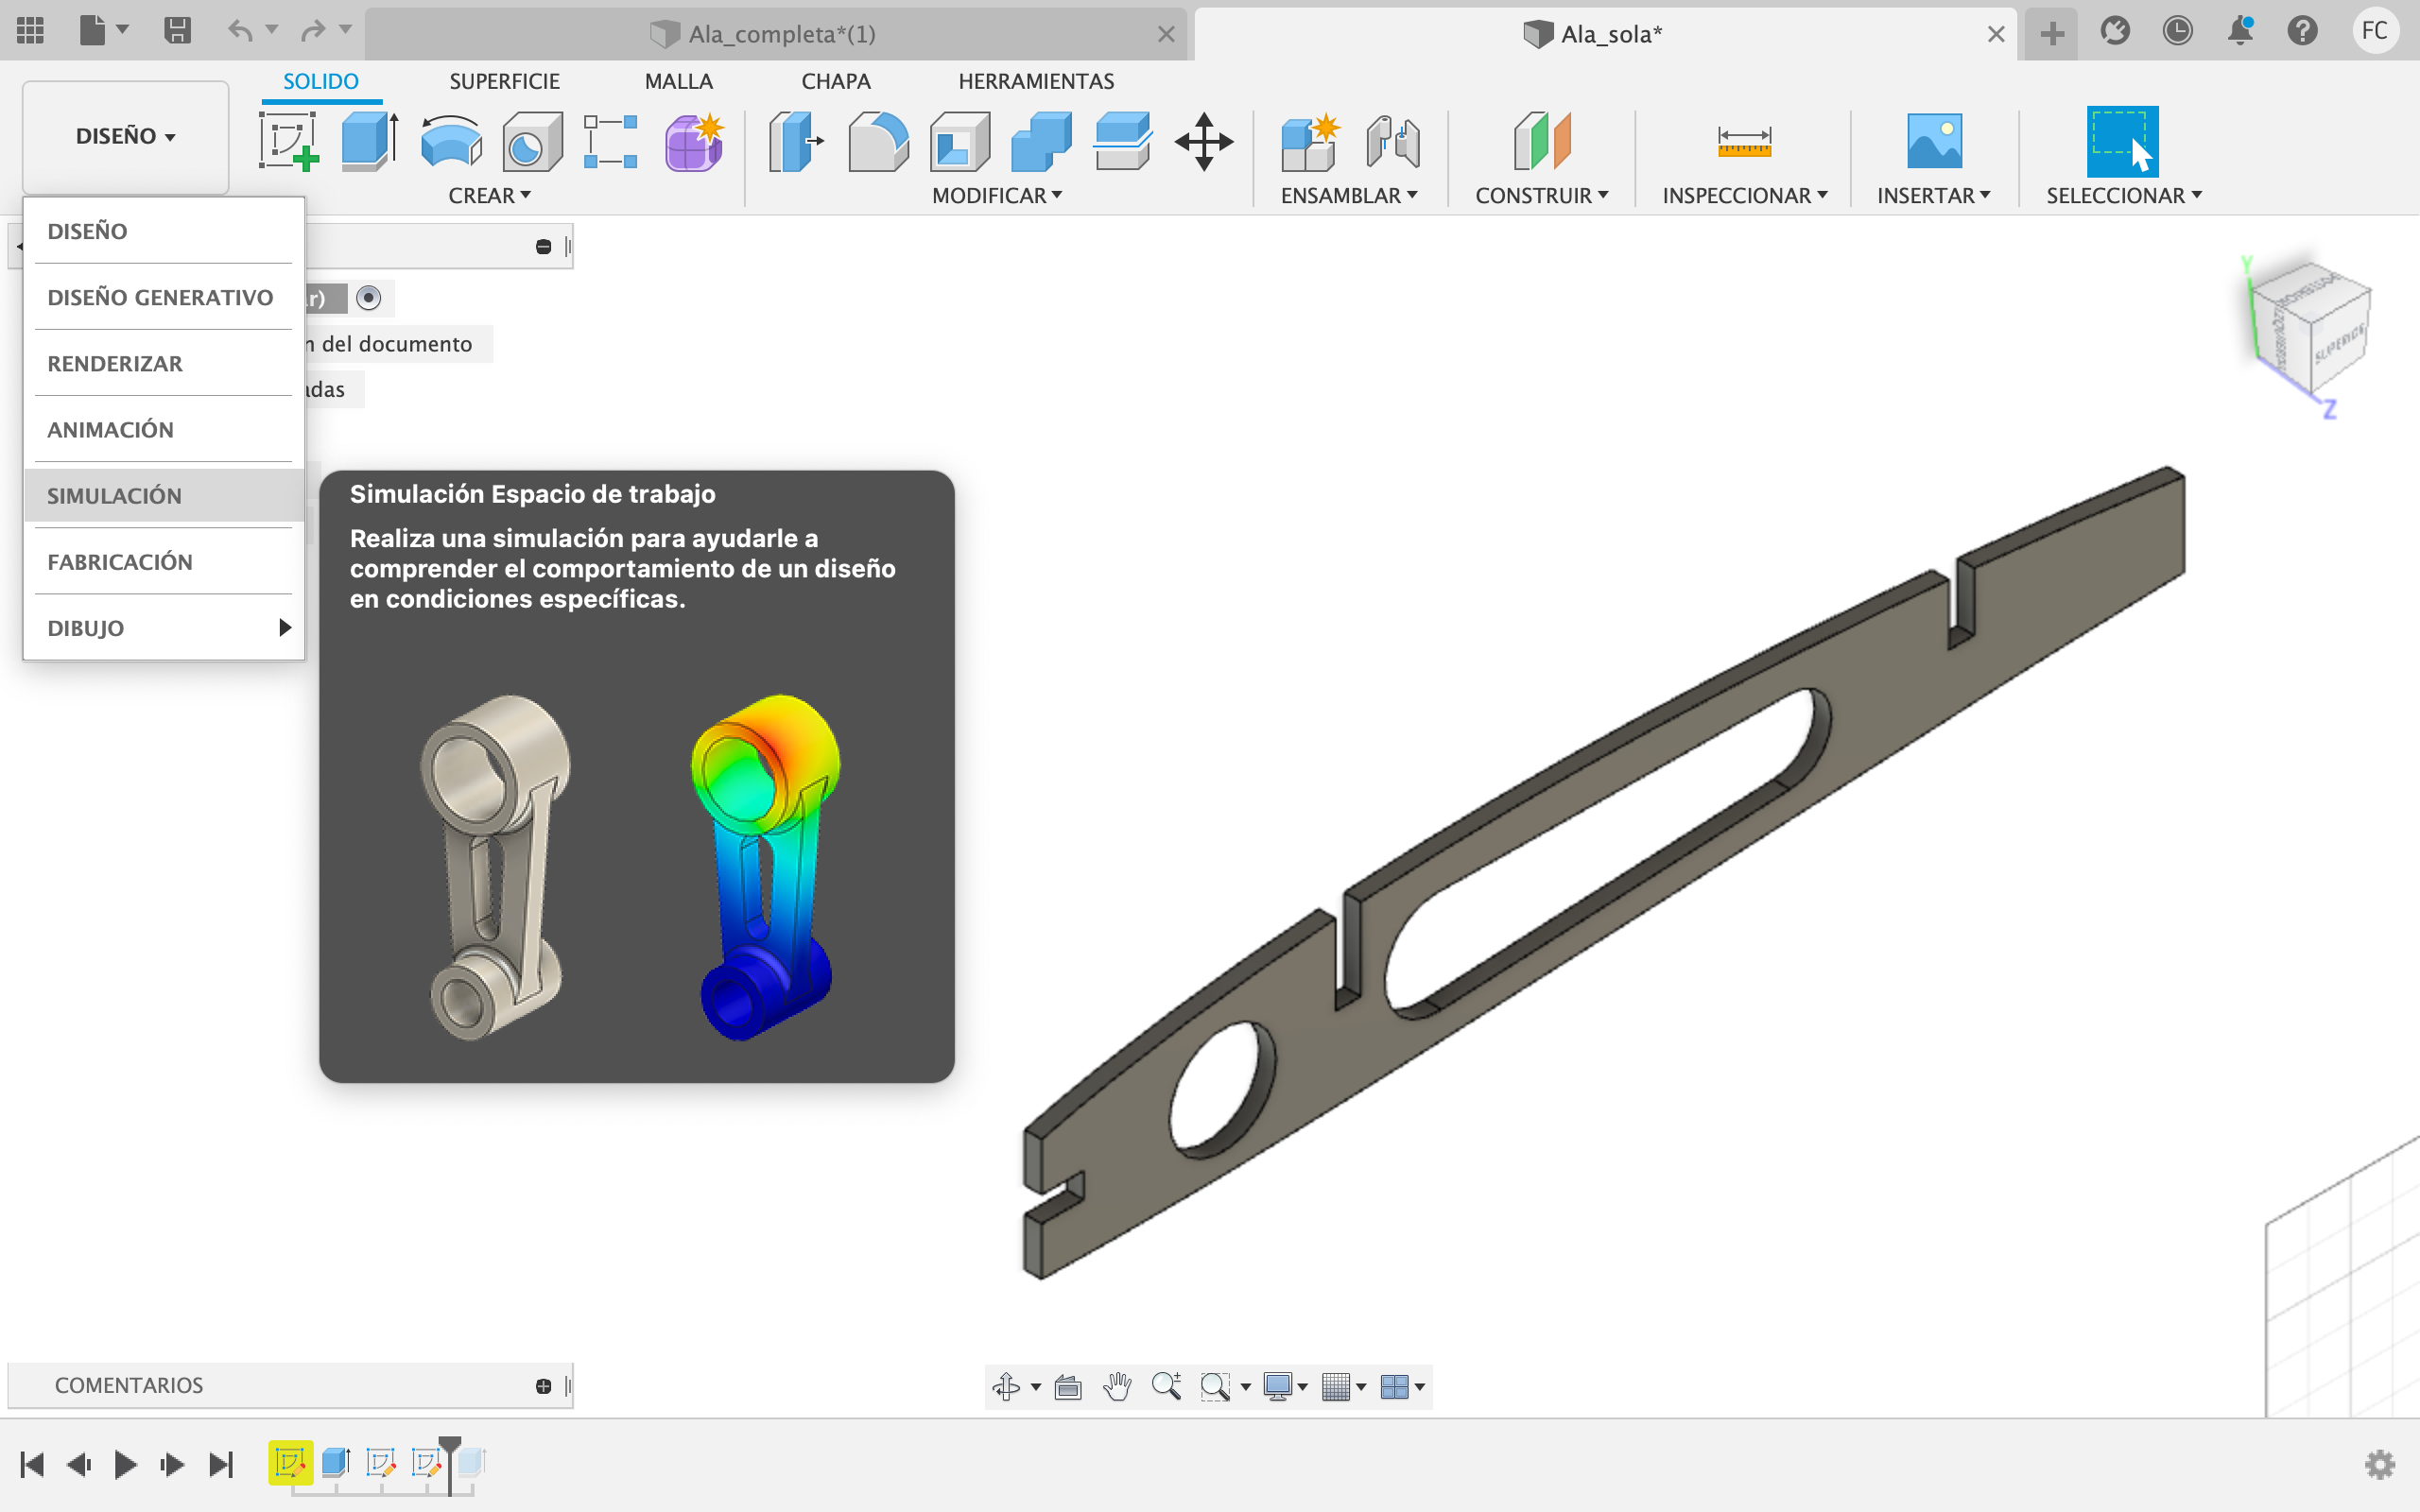 Ala_completa*(1)
Ala_sola*
FC
DISEÑO
SOLIDO
SUPERFICIE
MALLA
CHAPA
HERRAMIENTAS
CREAR
MODIFICAR
ENSAMBLAR
CONSTRUIR
INSPECCIONAR
INSERTAR
SELECCIONAR
DISEÑO
DISEÑO GENERATIVO
RENDERIZAR
ANIMACIÓN
SIMULACIÓN
FABRICACIÓN
DIBUJO
r)
n del documento
adas
Simulación Espacio de trabajo
Realiza una simulación para ayudarle a
comprender el comportamiento de un diseño
en condiciones específicas.
Y
SUPERIOR
Z
COMENTARIOS